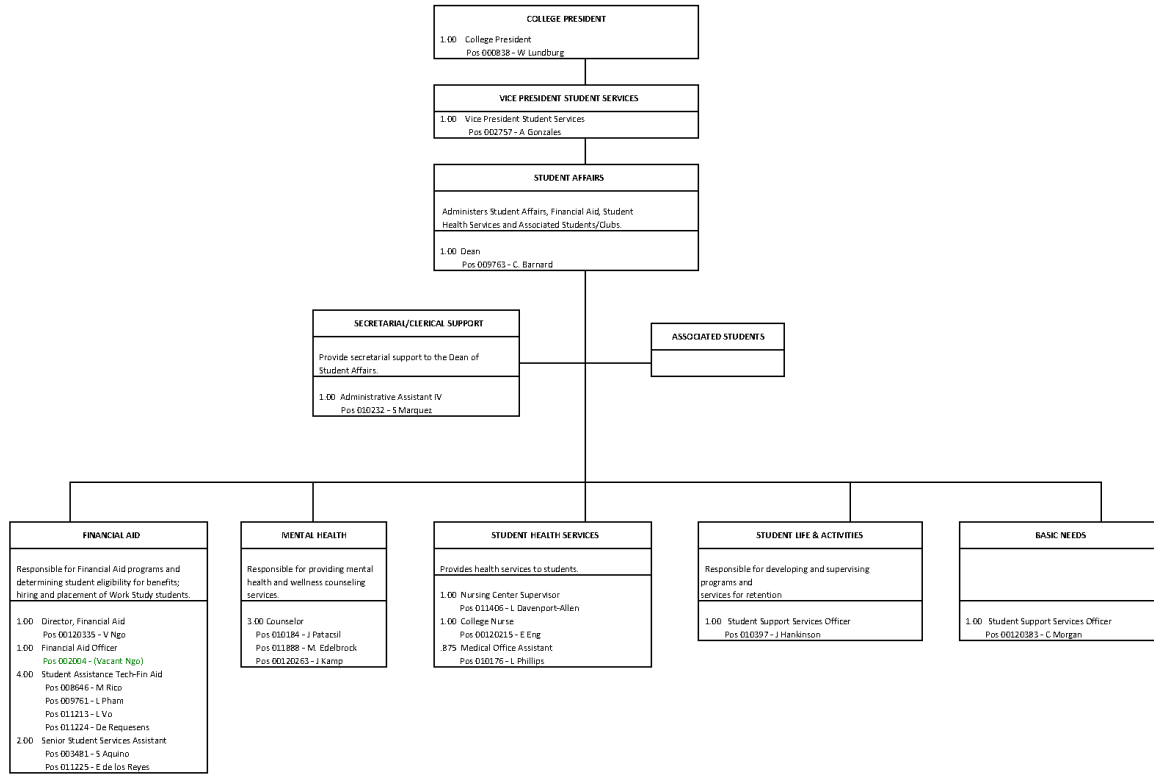 COLLEGE PRESIDENT
1.00 College President
Pos 000838 - W Lundburg
VICE PRESIDENT STUDENT SERVICES
1.00 Vice President Student Services
Pos 002757 - A Gonzales
STUDENT AFFAIRS
Administers Student Affairs, Financial Aid, Student
Health Services and Associated Students/Clubs.
1.00 Dean
Pos 009763 - C. Barnard
SECRETARIAL/CLERICAL SUPPORT
Provide secretarial support to the Dean of
Student Affairs.
1.00 Administrative Assistant IV
Pos 010232 - S Marquez
ASSOCIATED STUDENTS
FINANCIAL AID
Responsible for Financial Aid programs and
determining student eligibility for benefits;
hiring and placement of Work Study students.
1.00 Director, Financial Aid
Pos 00120335 - V Ngo
1.00 Financial Aid Officer
Pos 002004 - (Vacant Ngo)
4.00 Student Assistance Tech-Fin Aid
Pos 008646 - M Rico
Pos 009761 - L Pham
Pos 011213 - L Vo
Pos 011224 - De Requesens
2.00 Senior Student Services Assistant
Pos 003481 - S Aquino
Pos 011225 - E de los Reyes
MENTAL HEALTH
Responsible for providing mental
health and wellness counseling
services.
3.00 Counselor
Pos 010184 - J Patacsil
Pos 011888 - M. Edelbrock
Pos 00120263 - J Kamp
STUDENT HEALTH SERVICES
Provides health services to students.
1.00 Nursing Center Supervisor
Pos 011406 - L Davenport-Allen
1.00 College Nurse
Pos 00120215 - E Eng
.875 Medical Office Assistant
Pos 010176 - L Phillips
STUDENT LIFE & ACTIVITIES
Responsible for developing and supervising
programs and
services for retention
1.00 Student Support Services Officer
Pos 010397 - J Hankinson
BASIC NEEDS
1.00 Student Support Services Officer
Pos 00120383 - C Morgan